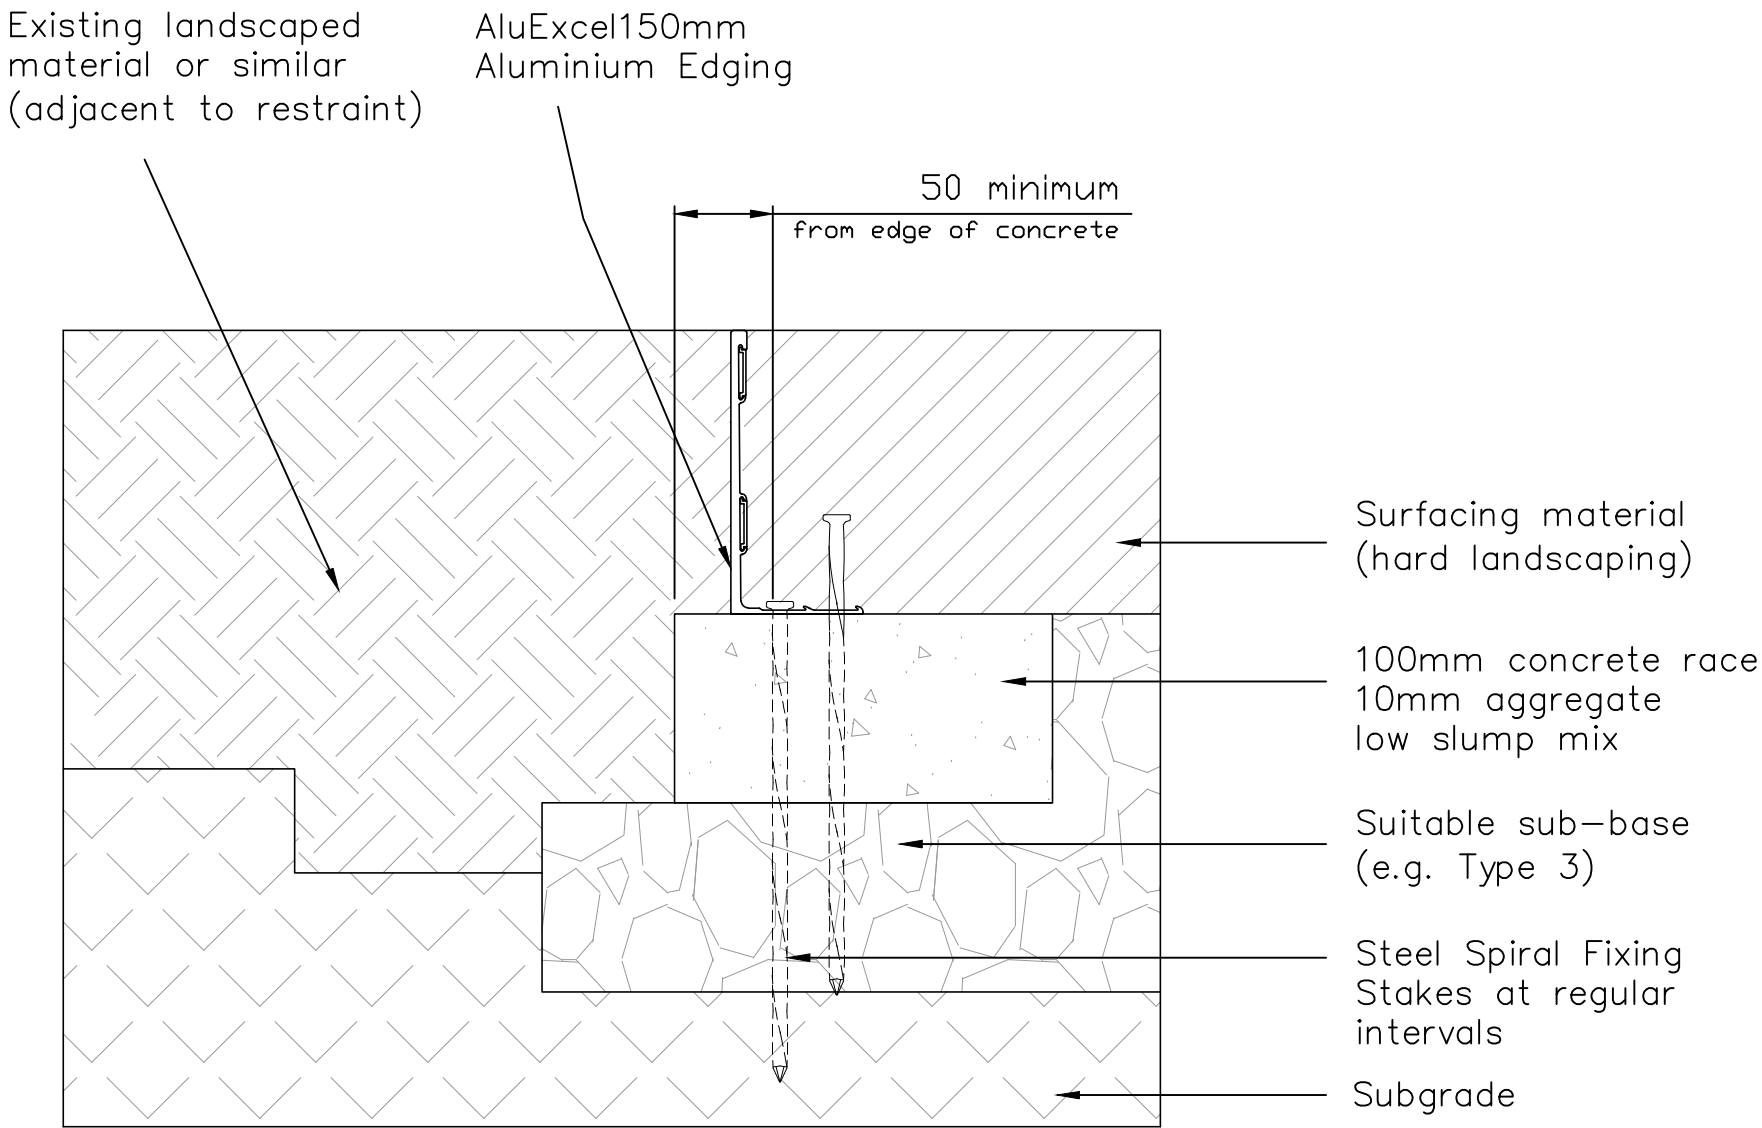 Existing landscaped
material or similar
(adjacent to restraint)
AluExcel150mm
Aluminium Edging
50 minimum
from edge of concrete
Surfacing material
(hard landscaping)
100mm concrete race
10mm aggregate
low slump mix
Suitable sub-base
(e.g. Type 3)
Steel Spiral Fixing
Stakes at regular
intervals
Subgrade